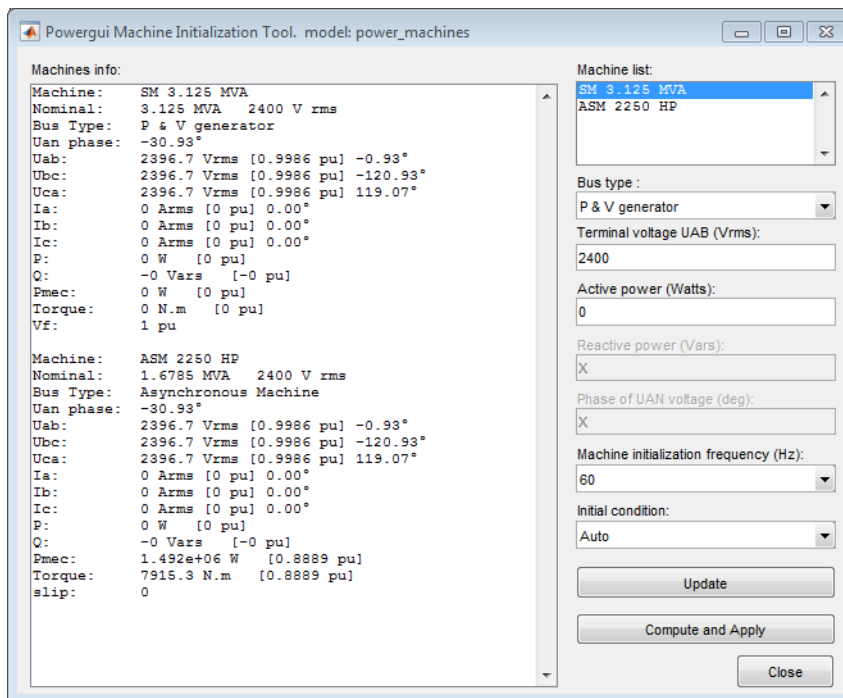 Powergui Machine Initialization Tool. model: power_machines
Machines info:
Machine: SM 3.125 MVA
Nominal: 3.125 MVA 2400 V rms
Bus Type: P & V generator
Uan phase: -30.93°
Uab: 2396.7 Vrms [0.9986 pu] -0.93°
Ubc: 2396.7 Vrms [0.9986 pu] -120.93°
Uca: 2396.7 Vrms [0.9986 pu] 119.07°
Ia: 0 Arms [0 pu] 0.00°
Ib: 0 Arms [0 pu] 0.00°
Ic: 0 Arms [0 pu] 0.00°
P: 0 W [0 pu]
Q: -0 Vars [-0 pu]
Pmec: 0 W [0 pu]
Torque: 0 N.m [0 pu]
Vf: 1 pu
Machine: ASM 2250 HP
Nominal: 1.6785 MVA 2400 V rms
Bus Type: Asynchronous Machine
Uan phase: -30.93°
Uab: 2396.7 Vrms [0.9986 pu] -0.93°
Ubc: 2396.7 Vrms [0.9986 pu] -120.93°
Uca: 2396.7 Vrms [0.9986 pu] 119.07°
Ia: 0 Arms [0 pu] 0.00°
Ib: 0 Arms [0 pu] 0.00°
Ic: 0 Arms [0 pu] 0.00°
P: 0 W [0 pu]
Q: -0 Vars [-0 pu]
Pmec: 1.492e+06 W [0.8889 pu]
Torque: 7915.3 N.m [0.8889 pu]
slip: 0
Machine list:
SM 3.125 MVA
ASM 2250 HP
Bus type :
P & V generator
Terminal voltage UAB (Vrms):
2400
Active power (Watts):
0
Reactive power (Vars):
X
Phase of UAN voltage (deg):
X
Machine initialization frequency (Hz):
60
Initial condition:
Auto
Update
Compute and Apply
Close